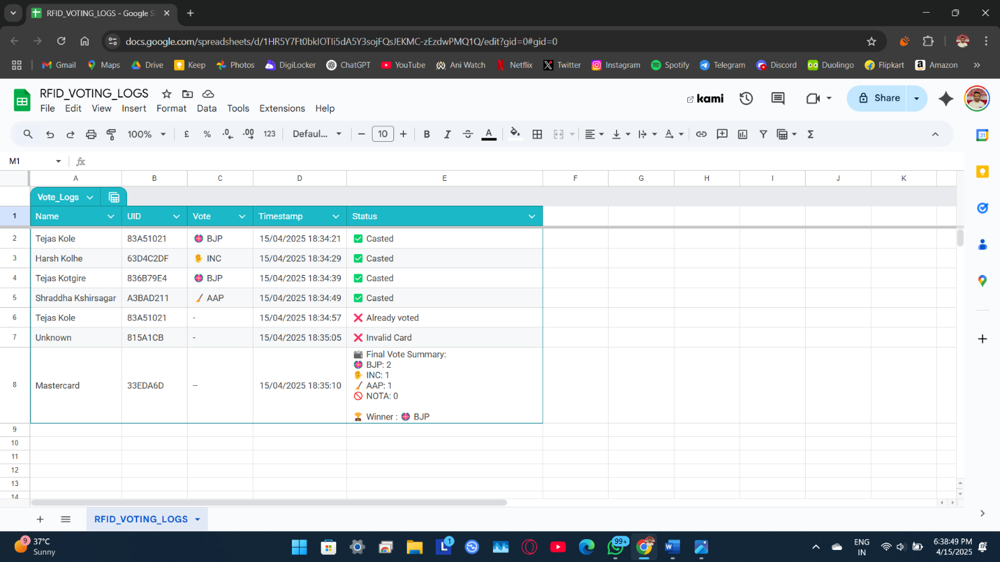 RFID_VOTING_LOGS - Google S
docs.google.com/spreadsheets/d/1HR5Y7Ft0bkIOTIi5dA5Y3sojFQsJEKMC-zEzdwPMQ1Q/edit?gid=0#gid=0
Gmail Maps Drive Keep Photos DigiLocker ChatGPT YouTube Ani Watch Netflix Twitter Instagram Spotify Telegram Discord Duolingo Flipkart Amazon
RFID_VOTING_LOGS
kami
Share
File Edit View Insert Format Data Tools Extensions Help
100% £ % .0 .00 123 Defaul... 10 B I A
31
M1 fx
A B C D E F G H I J K
Vote_Logs
1 Name UID Vote Timestamp Status
2 Tejas Kole 83A51021 🪷 BJP 15/04/2025 18:34:21 ✅ Casted
3 Harsh Kolhe 63D4C2DF ✋ INC 15/04/2025 18:34:29 ✅ Casted
4 Tejas Kotgire 836B79E4 🪷 BJP 15/04/2025 18:34:39 ✅ Casted
5 Shraddha Kshirsagar A3BAD211 🧹 AAP 15/04/2025 18:34:49 ✅ Casted
6 Tejas Kole 83A51021 - 15/04/2025 18:34:57 ❌ Already voted
7 Unknown 815A1CB - 15/04/2025 18:35:05 ❌ Invalid Card
8 Mastercard 33EDA6D -- 15/04/2025 18:35:10 🗳 Final Vote Summary:
🪷 BJP: 2
✋ INC: 1
🧹 AAP: 1
🚫 NOTA: 0
🏆 Winner : 🪷 BJP
9
10
11
12
13
14
RFID_VOTING_LOGS
9 37°C
Sunny
L 1
99+
ENG
IN
6:38:49 PM
4/15/2025